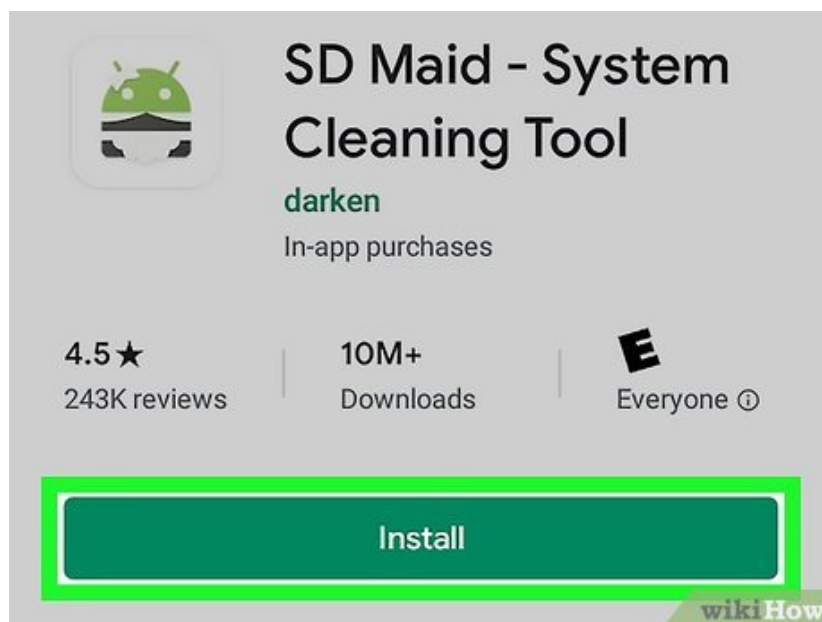 SD Maid - System
Cleaning Tool
darken
In-app purchases
4.5★ 10M+ E
243K reviews Downloads Everyone
Install
wikiHow